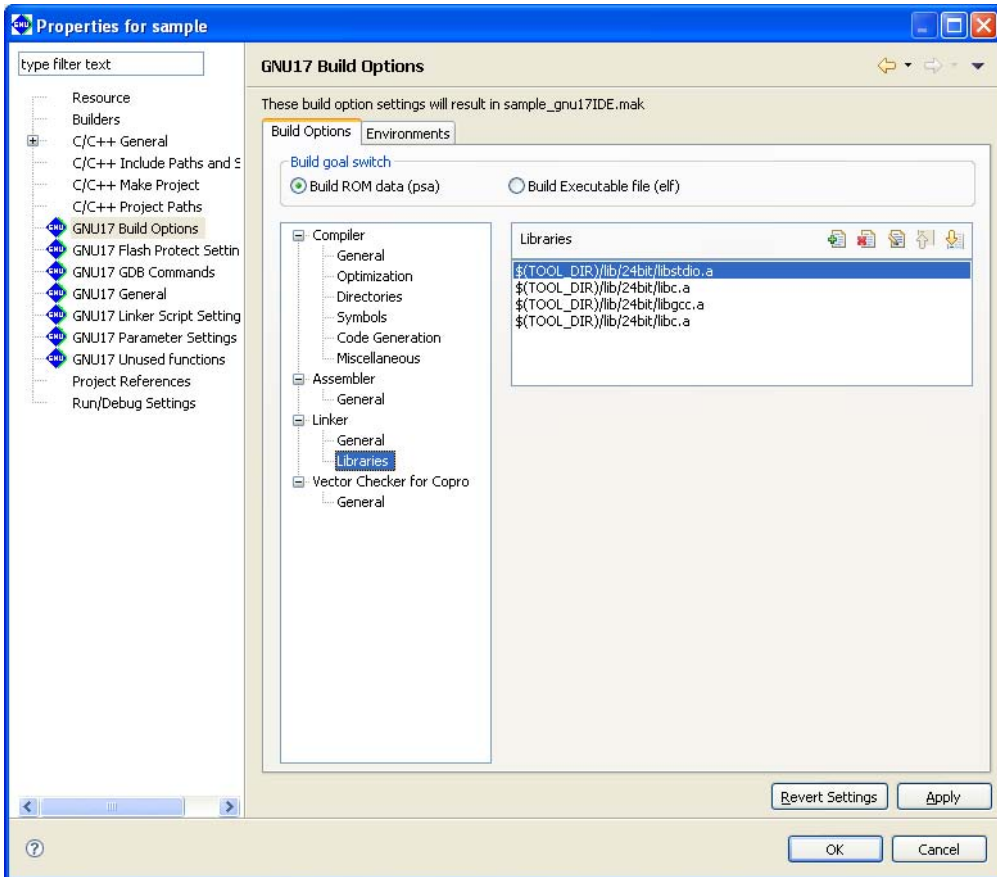 Properties for sample
type filter text
Resource
Builders
C/C++ General
C/C++ Include Paths and S
C/C++ Make Project
C/C++ Project Paths
GNU17 Build Options
GNU17 Flash Protect Settin
GNU17 GDB Commands
GNU17 General
GNU17 Linker Script Setting
GNU17 Parameter Settings
GNU17 Unused functions
Project References
Run/Debug Settings
GNU17 Build Options
These build option settings will result in sample_gnu17IDE.mak
Build Options
Environments
Build goal switch
Build ROM data (psa)
Build Executable file (elf)
Compiler
General
Optimization
Directories
Symbols
Code Generation
Miscellaneous
Assembler
General
Linker
General
Libraries
Vector Checker for Copro
General
Libraries
$(TOOL_DIR)/lib/24bit/libstdio.a
$(TOOL_DIR)/lib/24bit/libc.a
$(TOOL_DIR)/lib/24bit/libgcc.a
$(TOOL_DIR)/lib/24bit/libc.a
Revert Settings
Apply
OK
Cancel